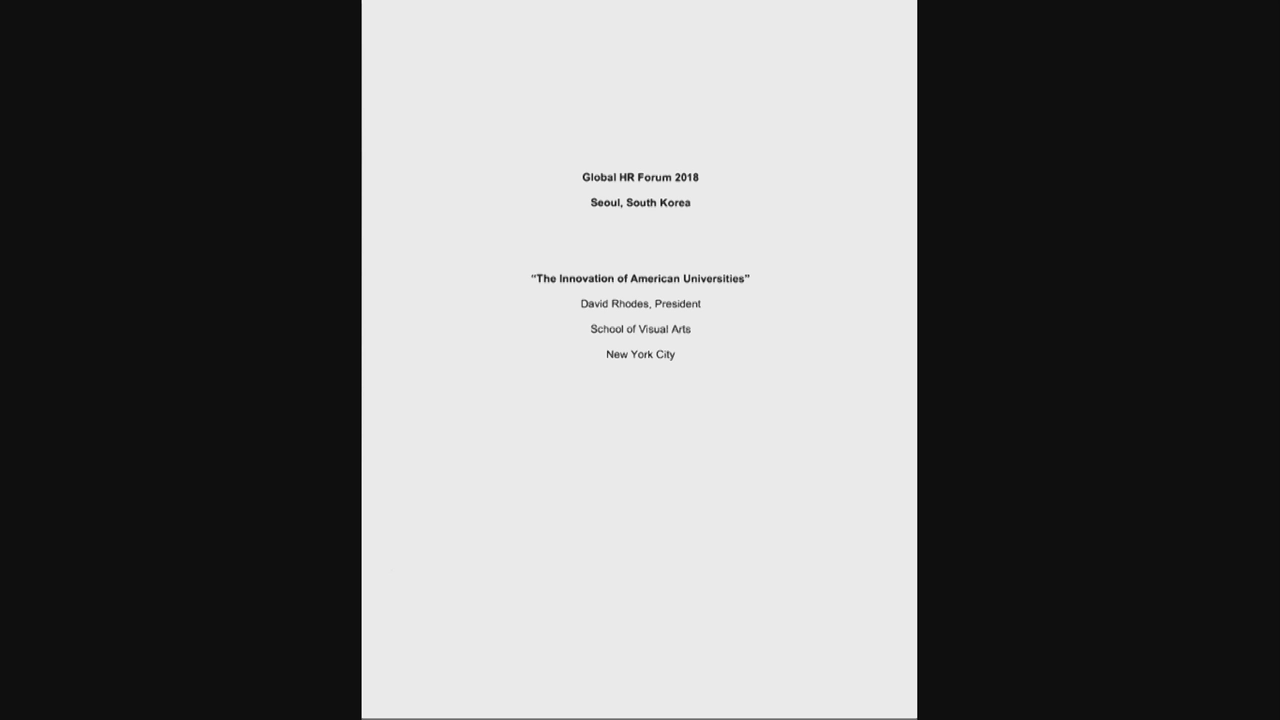 Global HR Forum 2018
Seoul, South Korea
"The Innovation of American Universities"
David Rhodes, President
School of Visual Arts
New York City